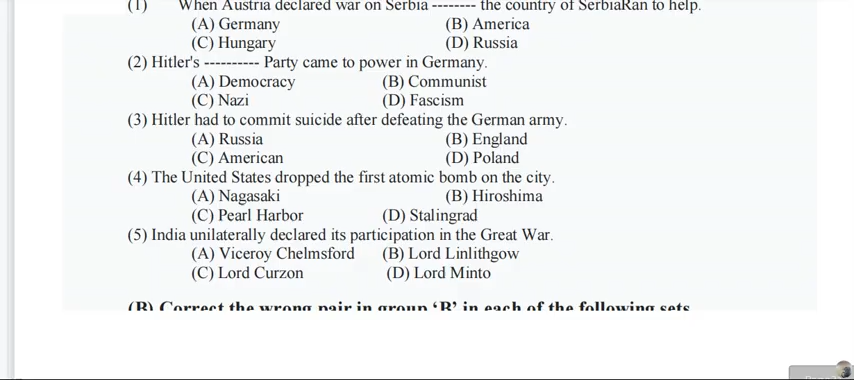 (1) When Austria declared war on Serbia -------- the country of SerbiaRan to help.
(A) Germany (B) America
(C) Hungary (D) Russia
(2) Hitler's ---------- Party came to power in Germany.
(A) Democracy (B) Communist
(C) Nazi (D) Fascism
(3) Hitler had to commit suicide after defeating the German army.
(A) Russia (B) England
(C) American (D) Poland
(4) The United States dropped the first atomic bomb on the city.
(A) Nagasaki (B) Hiroshima
(C) Pearl Harbor (D) Stalingrad
(5) India unilaterally declared its participation in the Great War.
(A) Viceroy Chelmsford (B) Lord Linlithgow
(C) Lord Curzon (D) Lord Minto
(B) Correct the wrong pair in group ‘B’ in each of the following sets